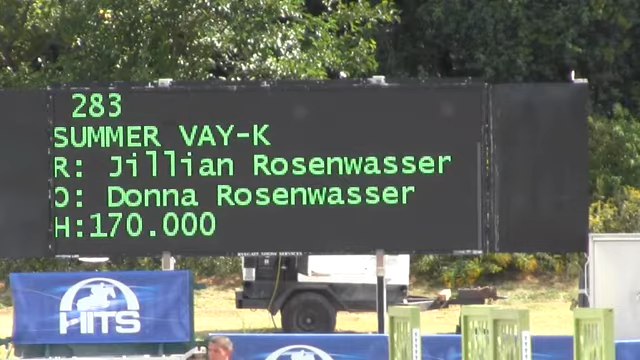 283
SUMMER VAY-K
R: Jillian Rosenwasser
O: Donna Rosenwasser
H:170.000
HITS